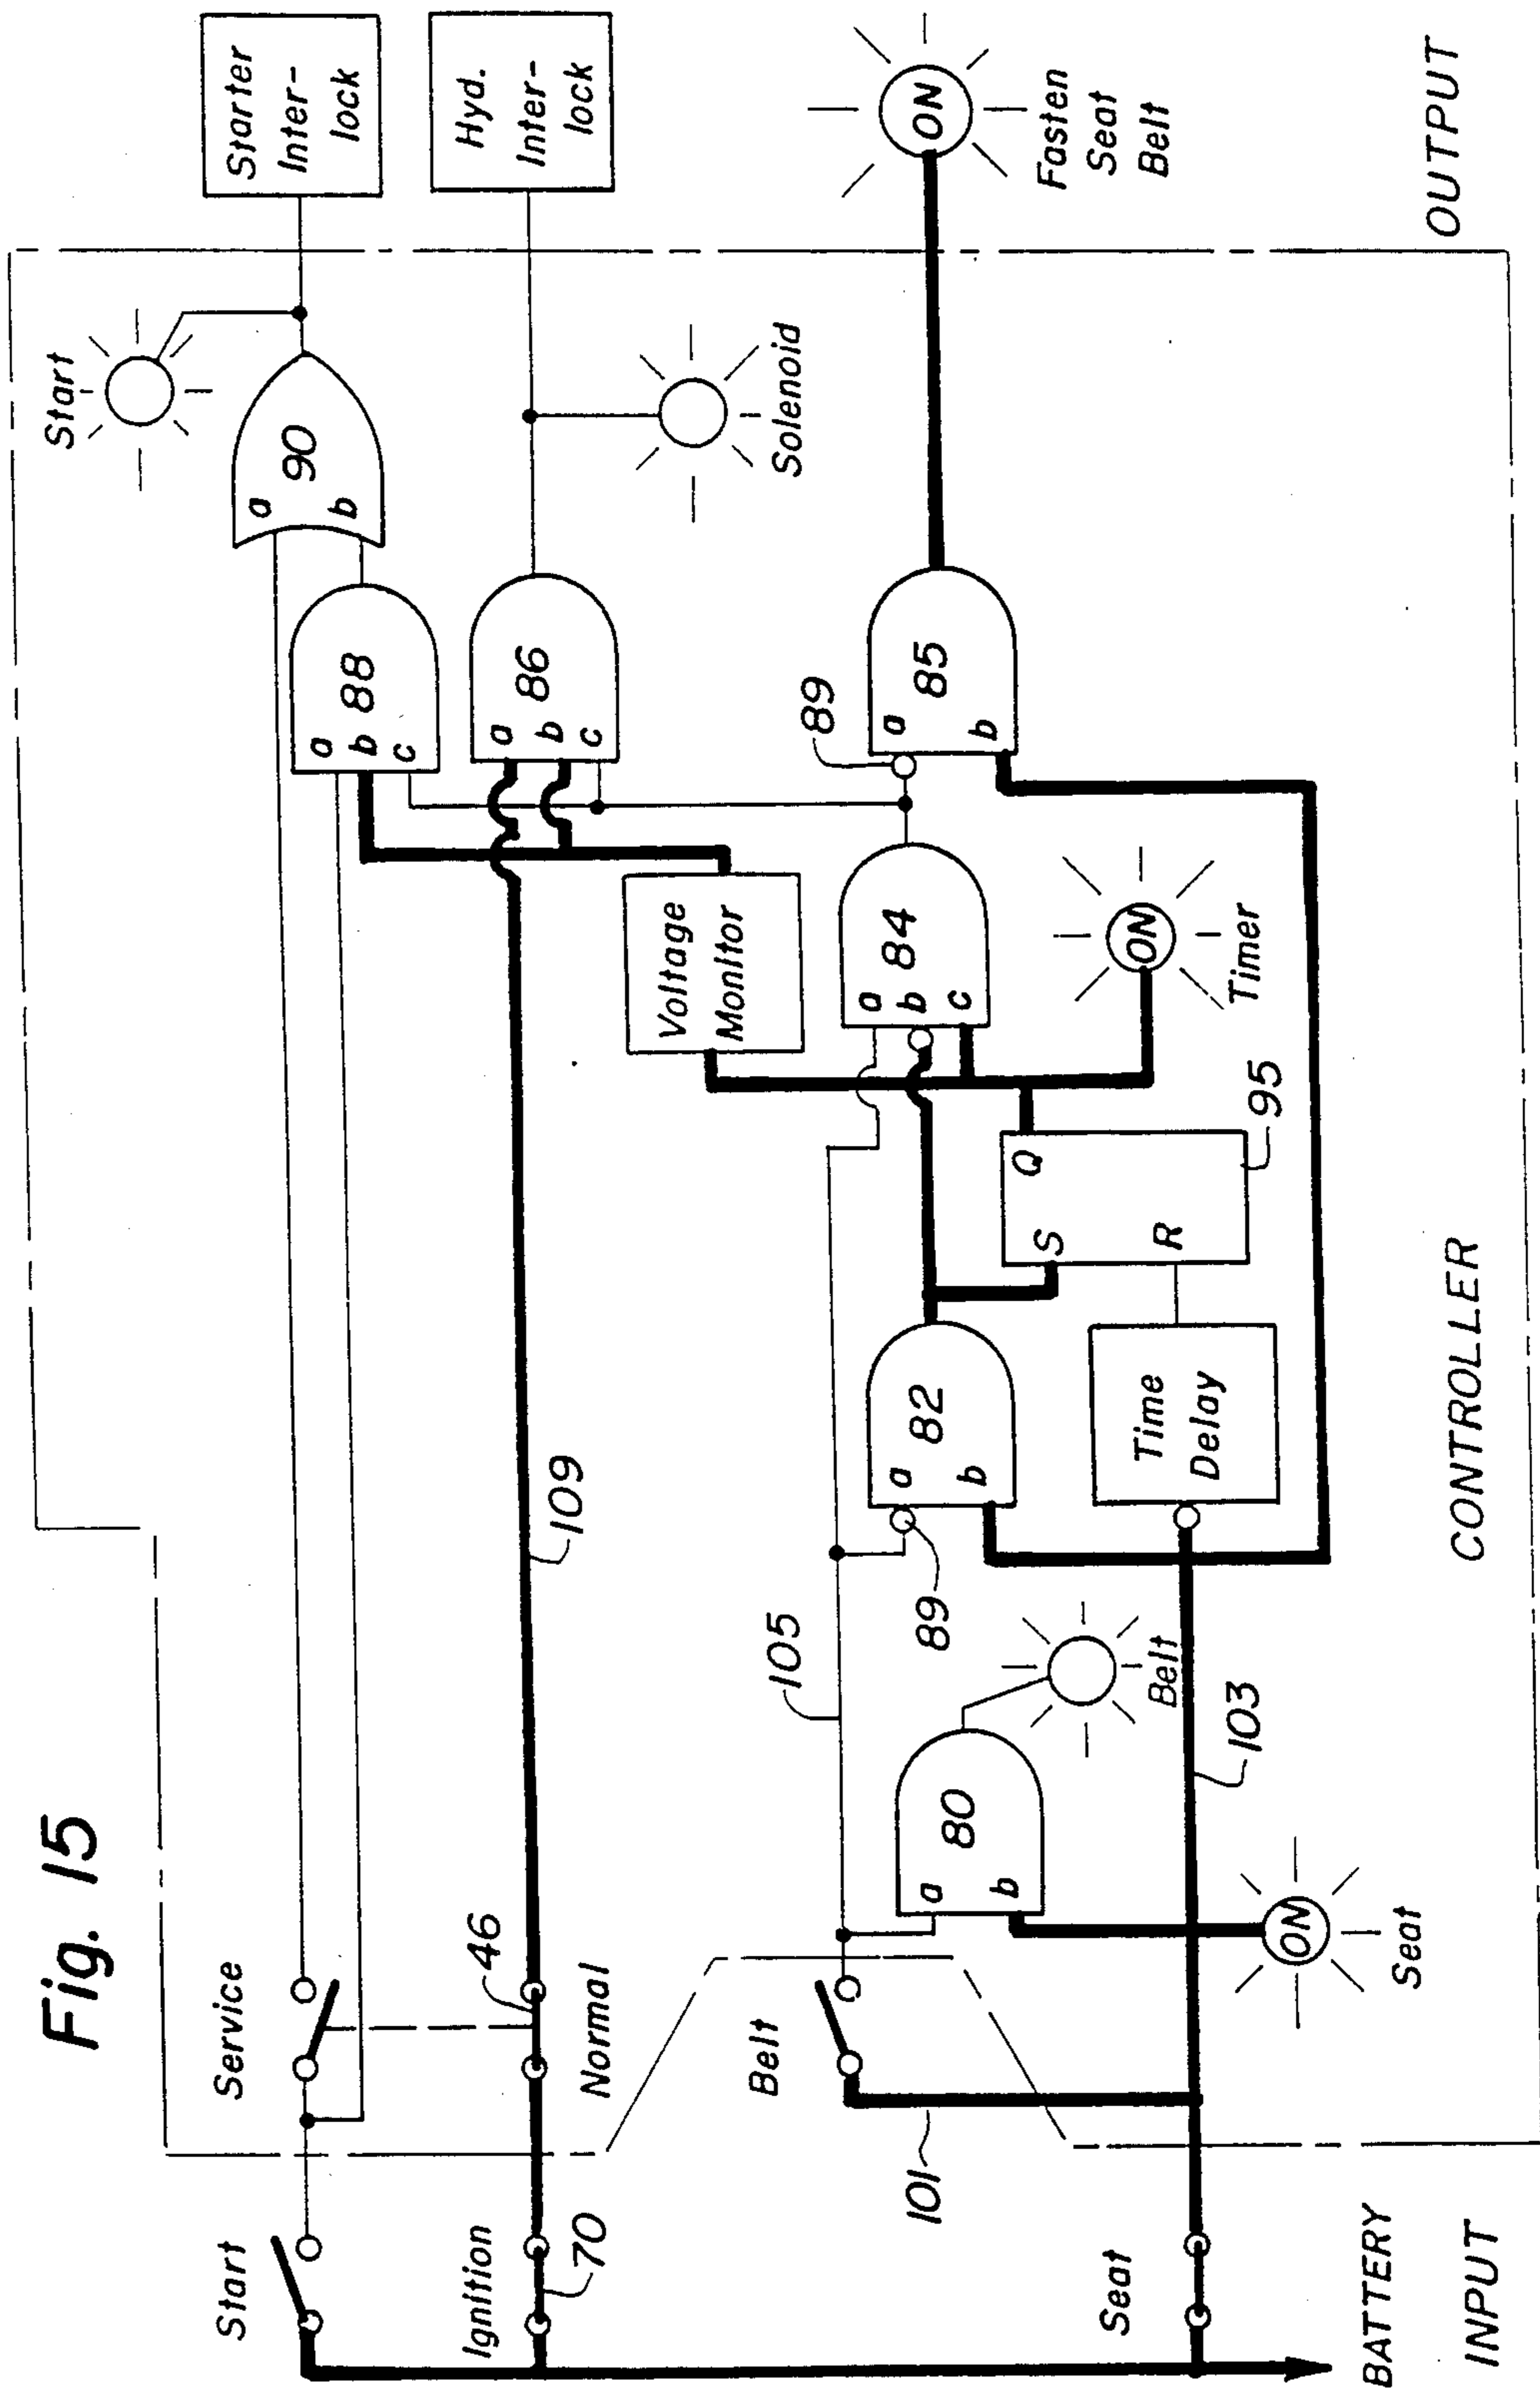 Fig. 15
Start
Service
Start
Starter
Inter-
lock
a
b
90
a
b
c
88
Ignition
70
46
Normal
109
a
b
c
86
Hyd.
Inter-
lock
Solenoid
Voltage
Monitor
Belt
101
105
a
b
80
Belt
89
a
b
82
a
b
c
84
89
a
b
85
ON
Fasten
Seat
Belt
Seat
ON
Seat
103
Time
Delay
S
R
Q
95
ON
Timer
BATTERY
INPUT
CONTROLLER
OUTPUT